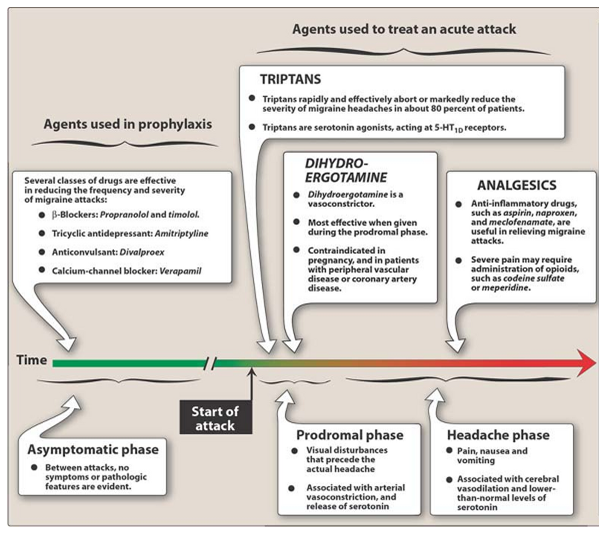 Agents used to treat an acute attack
TRIPTANS
● Triptans rapidly and effectively abort or markedly reduce the
severity of migraine headaches in about 80 percent of patients.
● Triptans are serotonin agonists, acting at 5-HT1D receptors.
Agents used in prophylaxis
Several classes of drugs are effective
in reducing the frequency and severity
of migraine attacks:
● β-Blockers: Propranolol and timolol.
● Tricyclic antidepressant: Amitriptyline
● Anticonvulsant: Divalproex
● Calcium-channel blocker: Verapamil
DIHYDRO-
ERGOTAMINE
● Dihydroergotamine is a
vasoconstrictor.
● Most effective when given
during the prodromal phase.
● Contraindicated in
pregnancy, and in patients
with peripheral vascular
disease or coronary artery
disease.
ANALGESICS
● Anti-inflammatory drugs,
such as aspirin, naproxen,
and meclofenamate, are
useful in relieving migraine
attacks.
● Severe pain may require
administration of opioids,
such as codeine sulfate
or meperidine.
Time
Start of
attack
Asymptomatic phase
● Between attacks, no
symptoms or pathologic
features are evident.
Prodromal phase
● Visual disturbances
that precede the
actual headache
● Associated with arterial
vasoconstriction, and
release of serotonin
Headache phase
● Pain, nausea and
vomiting
● Associated with cerebral
vasodilation and lower-
than-normal levels of
serotonin